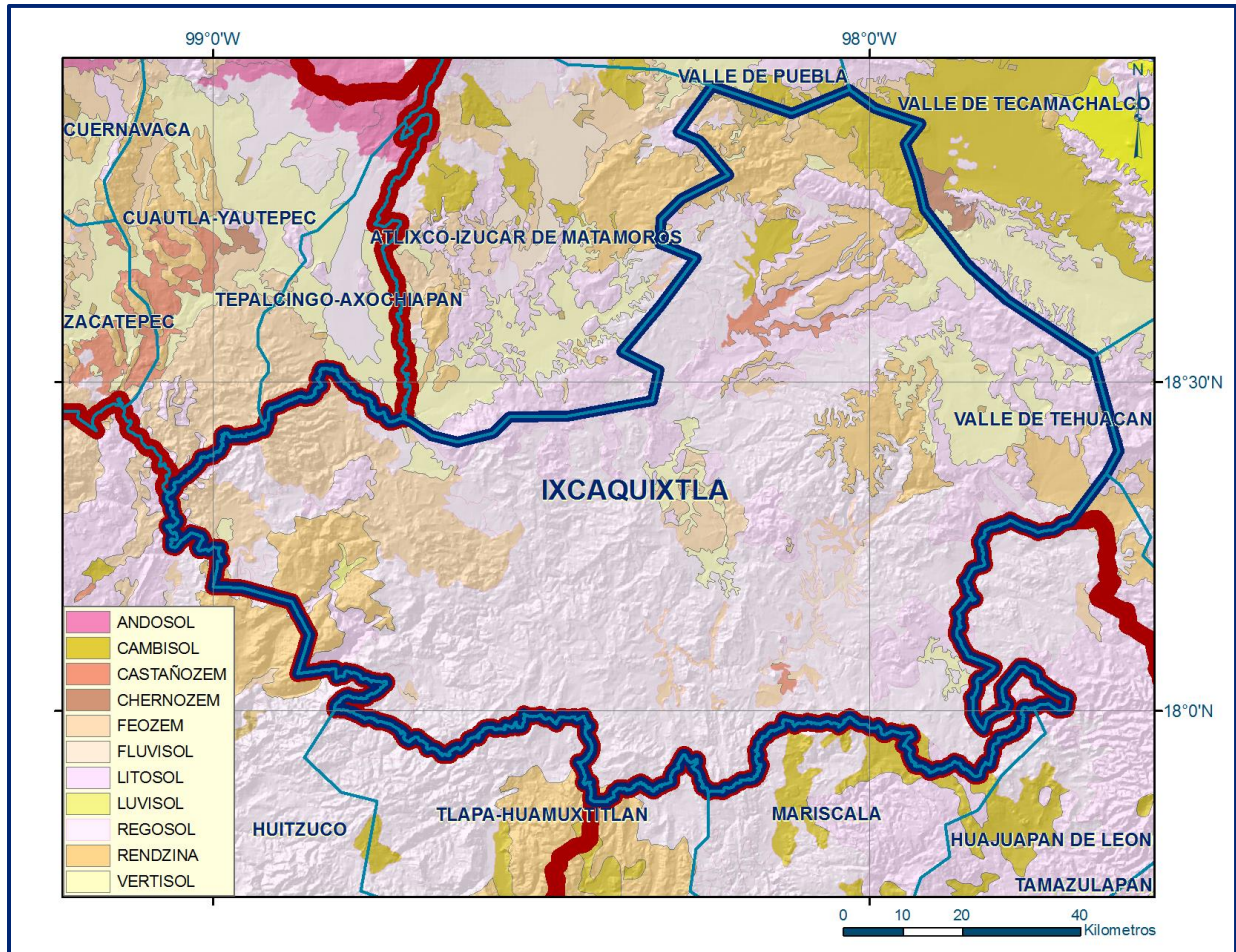 99°0'W
98°0'W
VALLE DE PUEBLA
N
VALLE DE TECAMACHALCO
CUERNAVACA
CUAUTLA-YAUTEPEC
ATLIXCO-IZUCAR DE MATAMOROS
TEPALCINGO-AXOCHIAPAN
ZACATEPEC
18°30'N
VALLE DE TEHUACAN
IXCAQUIXTLA
ANDOSOL
CAMBISOL
CASTAÑOZEM
CHERNOZEM
FEOZEM
FLUVISOL
LITOSOL
LUVISOL
REGOSOL
RENDZINA
VERTISOL
18°0'N
TLAPA-HUAMUXTITLAN
MARISCALA
HUITZUCO
HUAJUAPAN DE LEON
TAMAZULAPAN
0 10 20 40
Kilometros